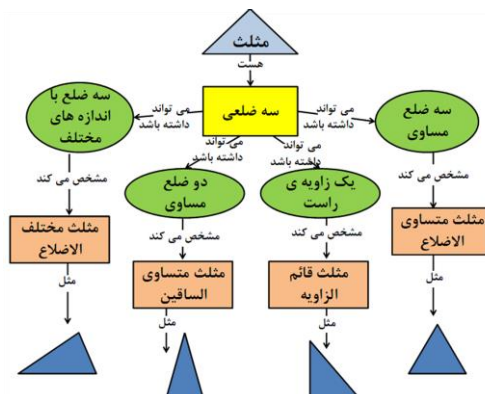 مثلث
هست
سه ضلعی
می تواند
داشته باشد
سه ضلع
مساوی
مشخص می کند
مثلث متساوی
الاضلاع
مثل
می تواند
داشته باشد
یک زاویه ی
راست
مشخص می کند
مثلث قائم
الزاویه
مثل
می تواند
داشته باشد
دو ضلع
مساوی
مشخص می کند
مثلث متساوی
الساقین
مثل
می تواند
داشته باشد
سه ضلع با
اندازه های
مختلف
مشخص می کند
مثلث مختلف
الاضلاع
مثل